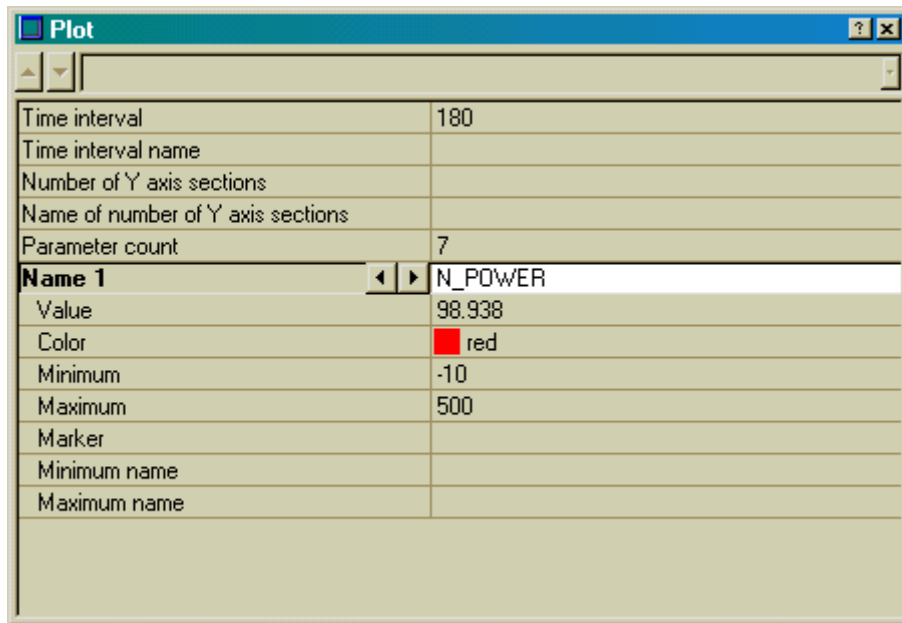 Plot
Time interval 180
Time interval name
Number of Y axis sections
Name of number of Y axis sections
Parameter count 7
Name 1 N_POWER
Value 98.938
Color red
Minimum -10
Maximum 500
Marker
Minimum name
Maximum name